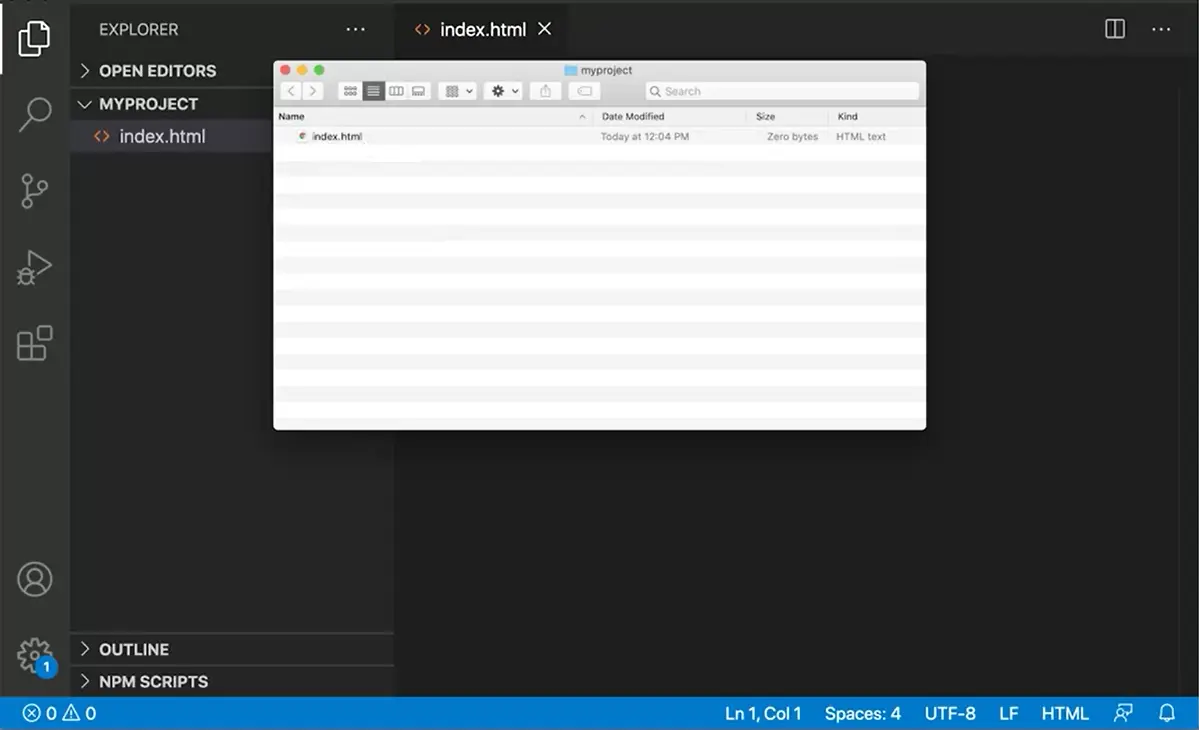 EXPLORER
index.html
OPEN EDITORS
MYPROJECT
index.html
myproject
Search
Name Date Modified Size Kind
index.html Today at 12:04 PM Zero bytes HTML text
OUTLINE
1
NPM SCRIPTS
0 0 Ln 1, Col 1 Spaces: 4 UTF-8 LF HTML